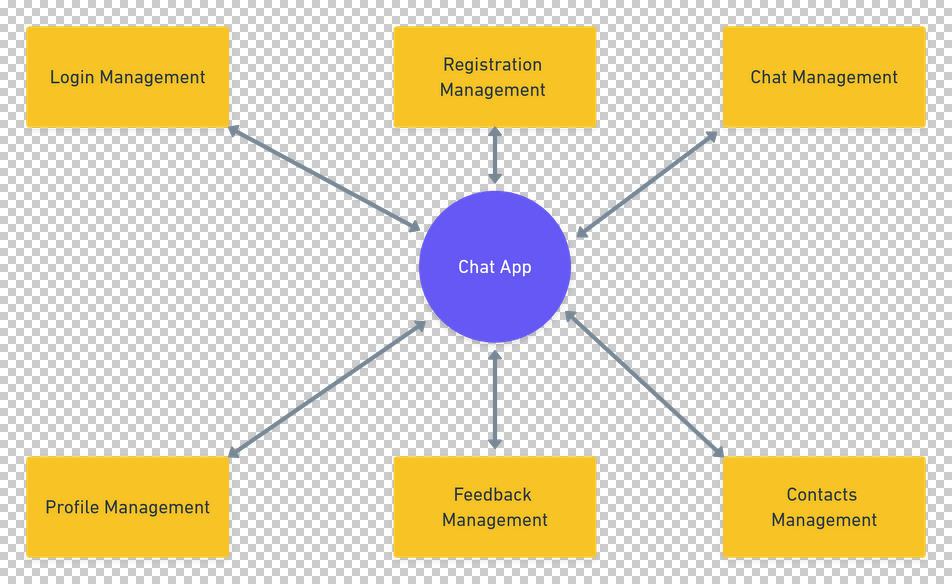 Login Management
Registration
Management
Chat Management
Chat App
Profile Management
Feedback
Management
Contacts
Management